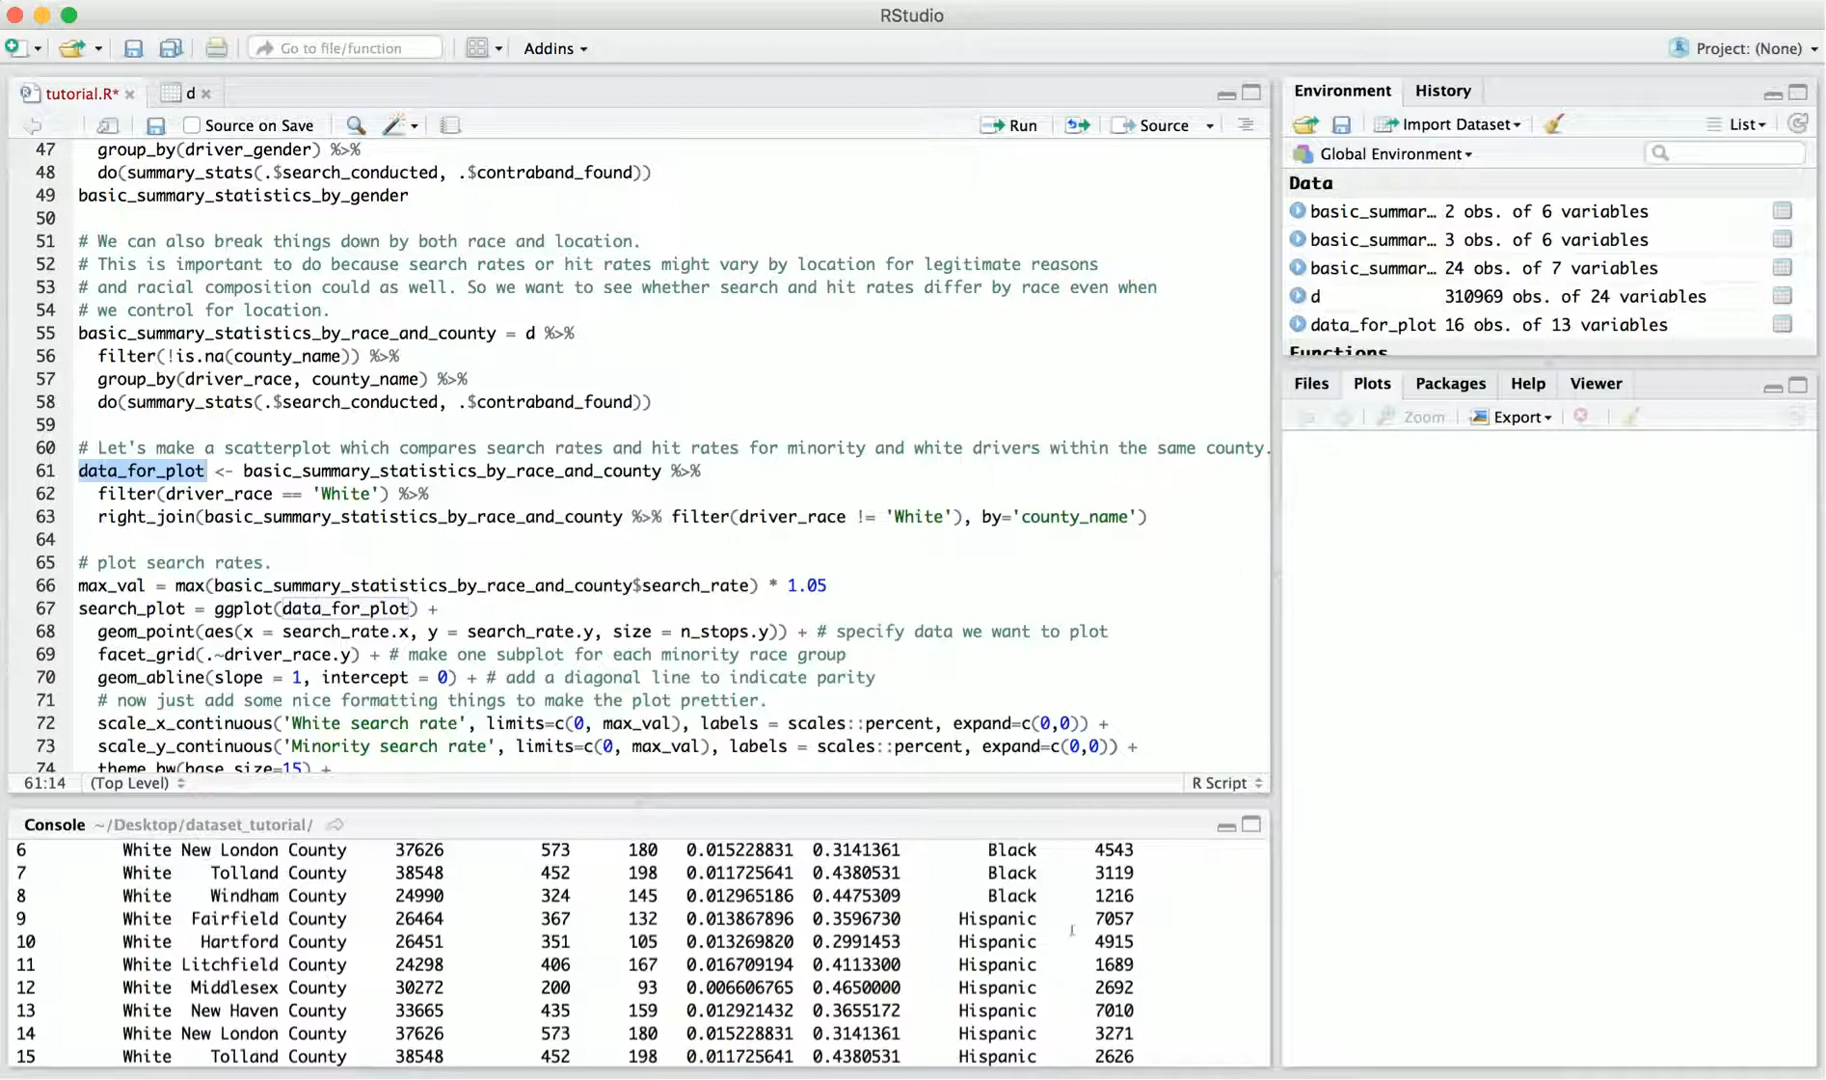 RStudio
Go to file/function
Addins
Project: (None)
tutorial.R*
d
Source on Save
Run
Source
47 group_by(driver_gender) %>%
48 do(summary_stats(.$search_conducted, .$contraband_found))
49 basic_summary_statistics_by_gender
50
51 # We can also break things down by both race and location.
52 # This is important to do because search rates or hit rates might vary by location for legitimate reasons
53 # and racial composition could as well. So we want to see whether search and hit rates differ by race even when
54 # we control for location.
55 basic_summary_statistics_by_race_and_county = d %>%
56 filter(!is.na(county_name)) %>%
57 group_by(driver_race, county_name) %>%
58 do(summary_stats(.$search_conducted, .$contraband_found))
59
60 # Let's make a scatterplot which compares search rates and hit rates for minority and white drivers within the same county.
61 data_for_plot <- basic_summary_statistics_by_race_and_county %>%
62 filter(driver_race == 'White') %>%
63 right_join(basic_summary_statistics_by_race_and_county %>% filter(driver_race != 'White'), by='county_name')
64
65 # plot search rates.
66 max_val = max(basic_summary_statistics_by_race_and_county$search_rate) * 1.05
67 search_plot = ggplot(data_for_plot) +
68 geom_point(aes(x = search_rate.x, y = search_rate.y, size = n_stops.y)) + # specify data we want to plot
69 facet_grid(.~driver_race.y) + # make one subplot for each minority race group
70 geom_abline(slope = 1, intercept = 0) + # add a diagonal line to indicate parity
71 # now just add some nice formatting things to make the plot prettier.
72 scale_x_continuous('White search rate', limits=c(0, max_val), labels = scales::percent, expand=c(0,0)) +
73 scale_y_continuous('Minority search rate', limits=c(0, max_val), labels = scales::percent, expand=c(0,0)) +
74 theme_bw(base_size=15) +
61:14 (Top Level) R Script
Console ~/Desktop/dataset_tutorial/
6 White New London County 37626 573 180 0.015228831 0.3141361 Black 4543
7 White Tolland County 38548 452 198 0.011725641 0.4380531 Black 3119
8 White Windham County 24990 324 145 0.012965186 0.4475309 Black 1216
9 White Fairfield County 26464 367 132 0.013867896 0.3596730 Hispanic 7057
10 White Hartford County 26451 351 105 0.013269820 0.2991453 Hispanic 4915
11 White Litchfield County 24298 406 167 0.016709194 0.4113300 Hispanic 1689
12 White Middlesex County 30272 200 93 0.006606765 0.4650000 Hispanic 2692
13 White New Haven County 33665 435 159 0.012921432 0.3655172 Hispanic 7010
14 White New London County 37626 573 180 0.015228831 0.3141361 Hispanic 3271
15 White Tolland County 38548 452 198 0.011725641 0.4380531 Hispanic 2626
Environment History
Import Dataset List
Global Environment
Data
basic_summar… 2 obs. of 6 variables
basic_summar… 3 obs. of 6 variables
basic_summar… 24 obs. of 7 variables
d 310969 obs. of 24 variables
data_for_plot 16 obs. of 13 variables
Functions
Files Plots Packages Help Viewer
Zoom Export